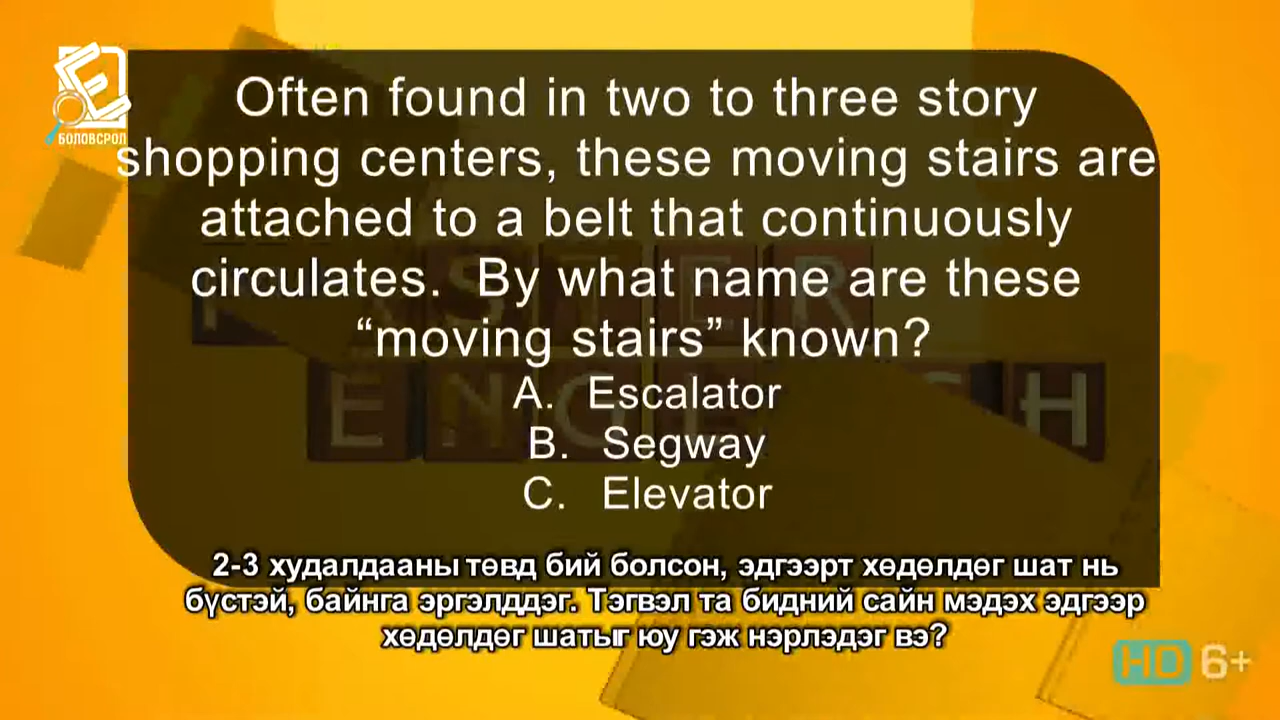 БОЛОВСРОЛ
Often found in two to three story
shopping centers, these moving stairs are
attached to a belt that continuously
circulates. By what name are these
“moving stairs” known?
A. Escalator
B. Segway
C. Elevator
ENGLISH
2-3 худалдааны төвд бий болсон, эдгээрт хөдөлдөг шат нь
бүстэй, байнга эргэлддэг. Тэгвэл та бидний сайн мэдэх эдгээр
хөдөлдөг шатыг юу гэж нэрлэдэг вэ?
HD 6+